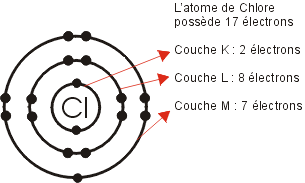 L'atome de Chlore
possède 17 électrons
Couche K : 2 électrons
Couche L : 8 électrons
Cl
Couche M : 7 électrons